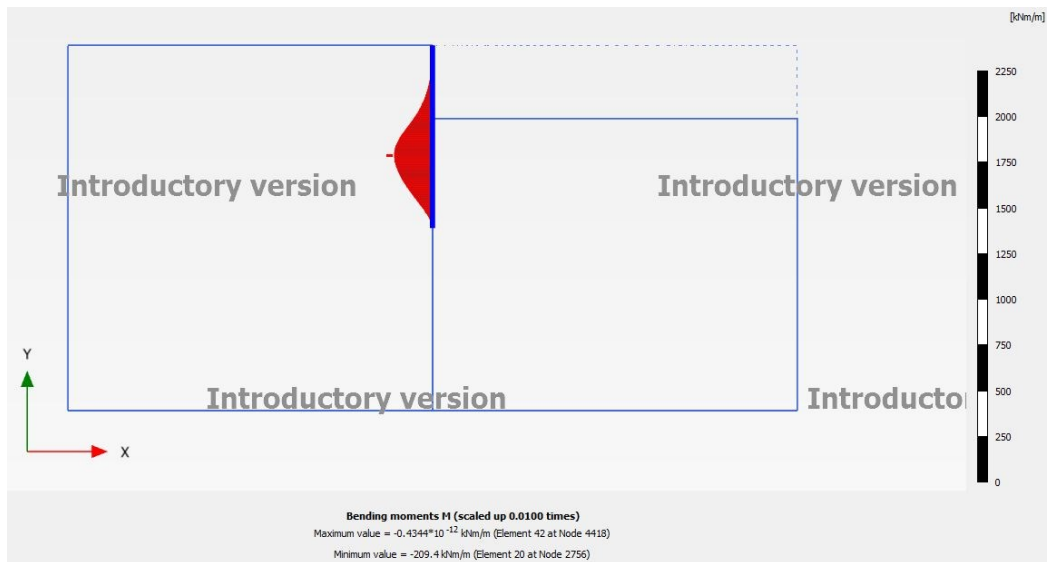 [kNm/m]
2250
2000
1750
Introductory version Introductory version
1500
1250
1000
Y
750
Introductory version Introducto
500
X
250
0
Bending moments M (scaled up 0.0100 times)
Maximum value = -0.4344*10 -12 kNm/m (Element 42 at Node 4418)
Minimum value = -209.4 kNm/m (Element 20 at Node 2756)